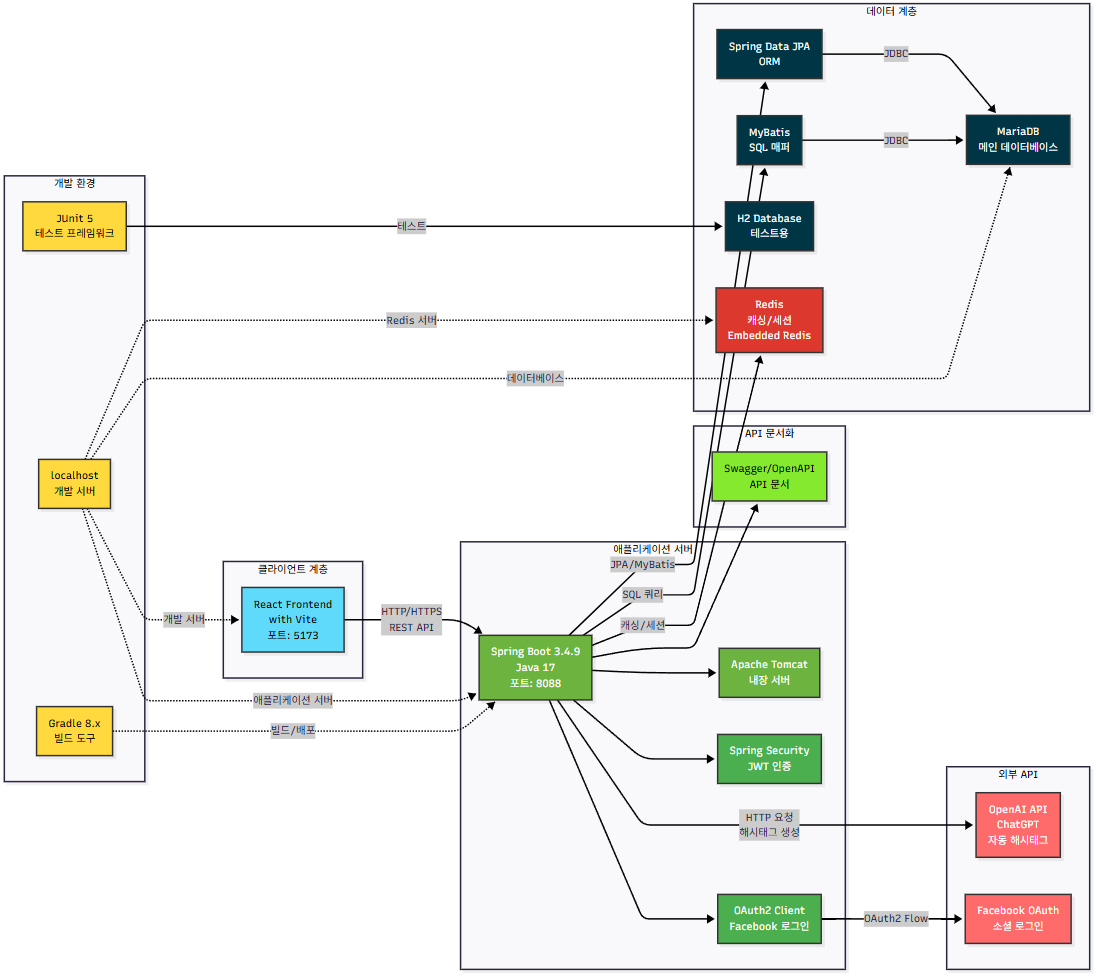 데이터 계층
Spring Data JPA
ORM
JDBC
MyBatis
SQL 매퍼
JDBC
MariaDB
메인 데이터베이스
H2 Database
테스트용
Redis
캐싱/세션
Embedded Redis
개발 환경
JUnit 5
테스트 프레임워크
테스트
Redis 서버
데이터베이스
localhost
개발 서버
Gradle 8.x
빌드 도구
API 문서화
Swagger/OpenAPI
API 문서
클라이언트 계층
React Frontend
with Vite
포트: 5173
개발 서버
HTTP/HTTPS
REST API
애플리케이션 서버
빌드/배포
애플리케이션 서버
JPA/MyBatis
SQL 쿼리
캐싱/세션
Spring Boot 3.4.9
Java 17
포트: 8088
Apache Tomcat
내장 서버
Spring Security
JWT 인증
HTTP 요청
해시태그 생성
OAuth2 Client
Facebook 로그인
OAuth2 Flow
외부 API
OpenAI API
ChatGPT
자동 해시태그
Facebook OAuth
소셜 로그인